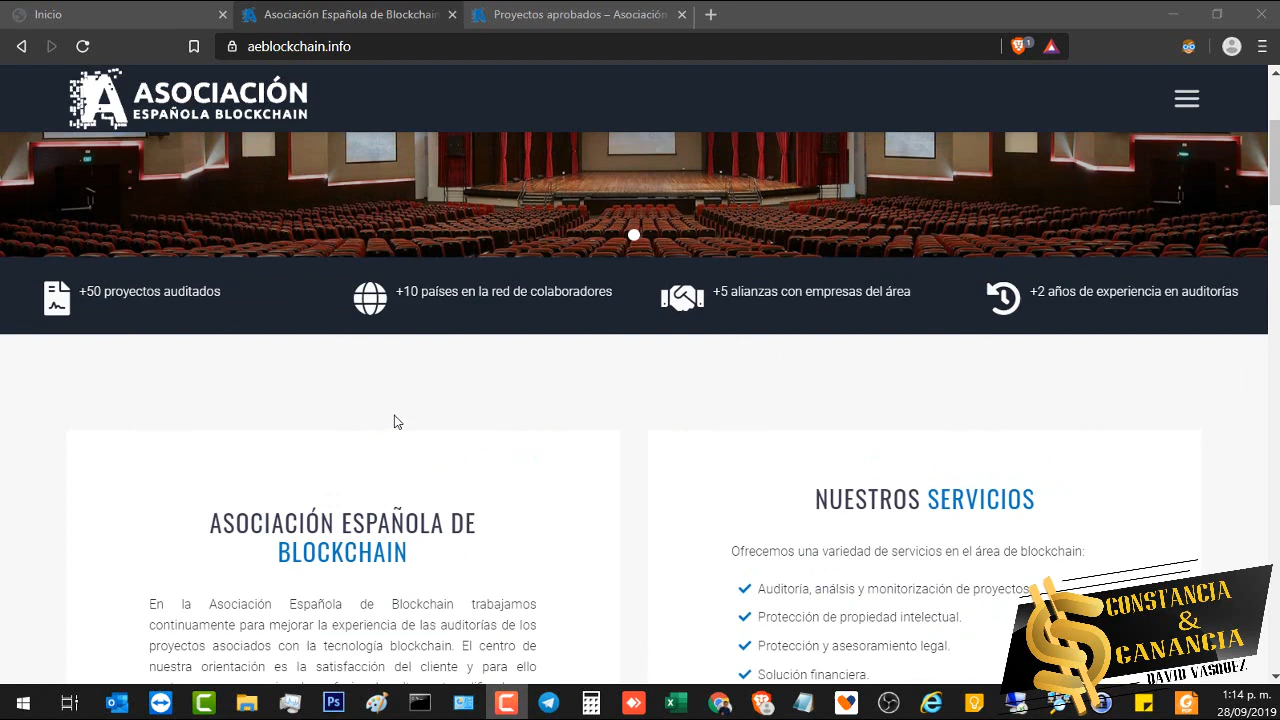 Inicio
Asociación Española de Blockchain
Proyectos aprobados – Asociación
aeblockchain.info
1
ASOCIACIÓN
ESPAÑOLA BLOCKCHAIN
+50 proyectos auditados
+10 países en la red de colaboradores
+5 alianzas con empresas del área
+2 años de experiencia en auditorías
ASOCIACIÓN ESPAÑOLA DE
BLOCKCHAIN
En la Asociación Española de Blockchain trabajamos
continuamente para mejorar la experiencia de las auditorías de los
proyectos asociados con la tecnología blockchain. El centro de
nuestra orientación es la satisfacción del cliente y para ello
NUESTROS SERVICIOS
Ofrecemos una variedad de servicios en el área de blockchain:
Auditoría, análsis y monitorización de proyectos
Protección de propiedad intelectual.
Protección y asesoramiento legal.
Solución financiera.
CONSTANCIA
&
GANANCIA
DAVID VASQUEZ
Ps
1:14 p. m.
28/09/2019